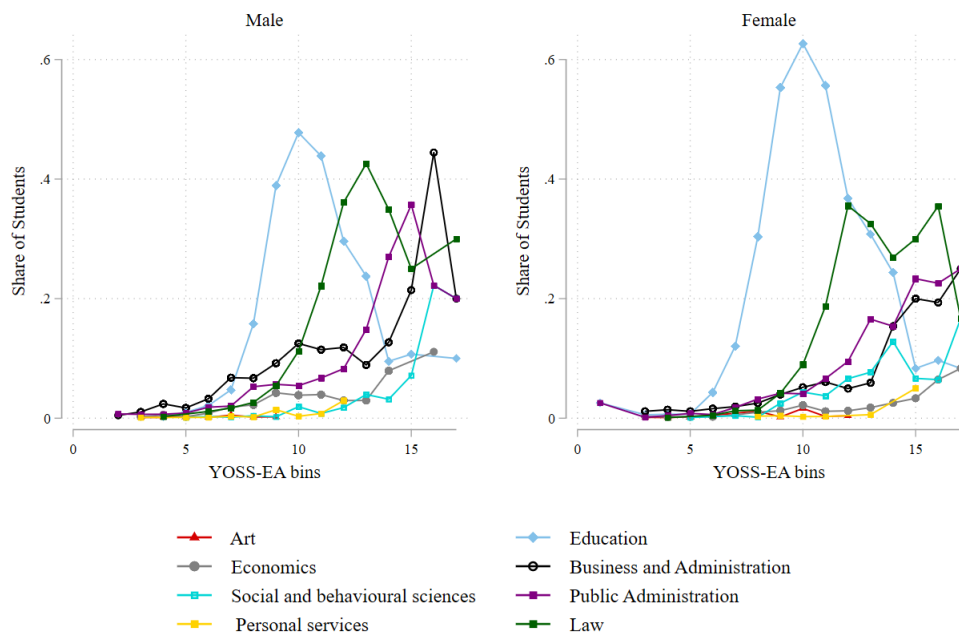 Male
Female
Share of Students
.6
.4
.2
0
0
5
10
15
YOSS-EA bins
Share of Students
.6
.4
.2
0
0
5
10
15
YOSS-EA bins
Art
Education
Economics
Business and Administration
Social and behavioural sciences
Public Administration
Personal services
Law